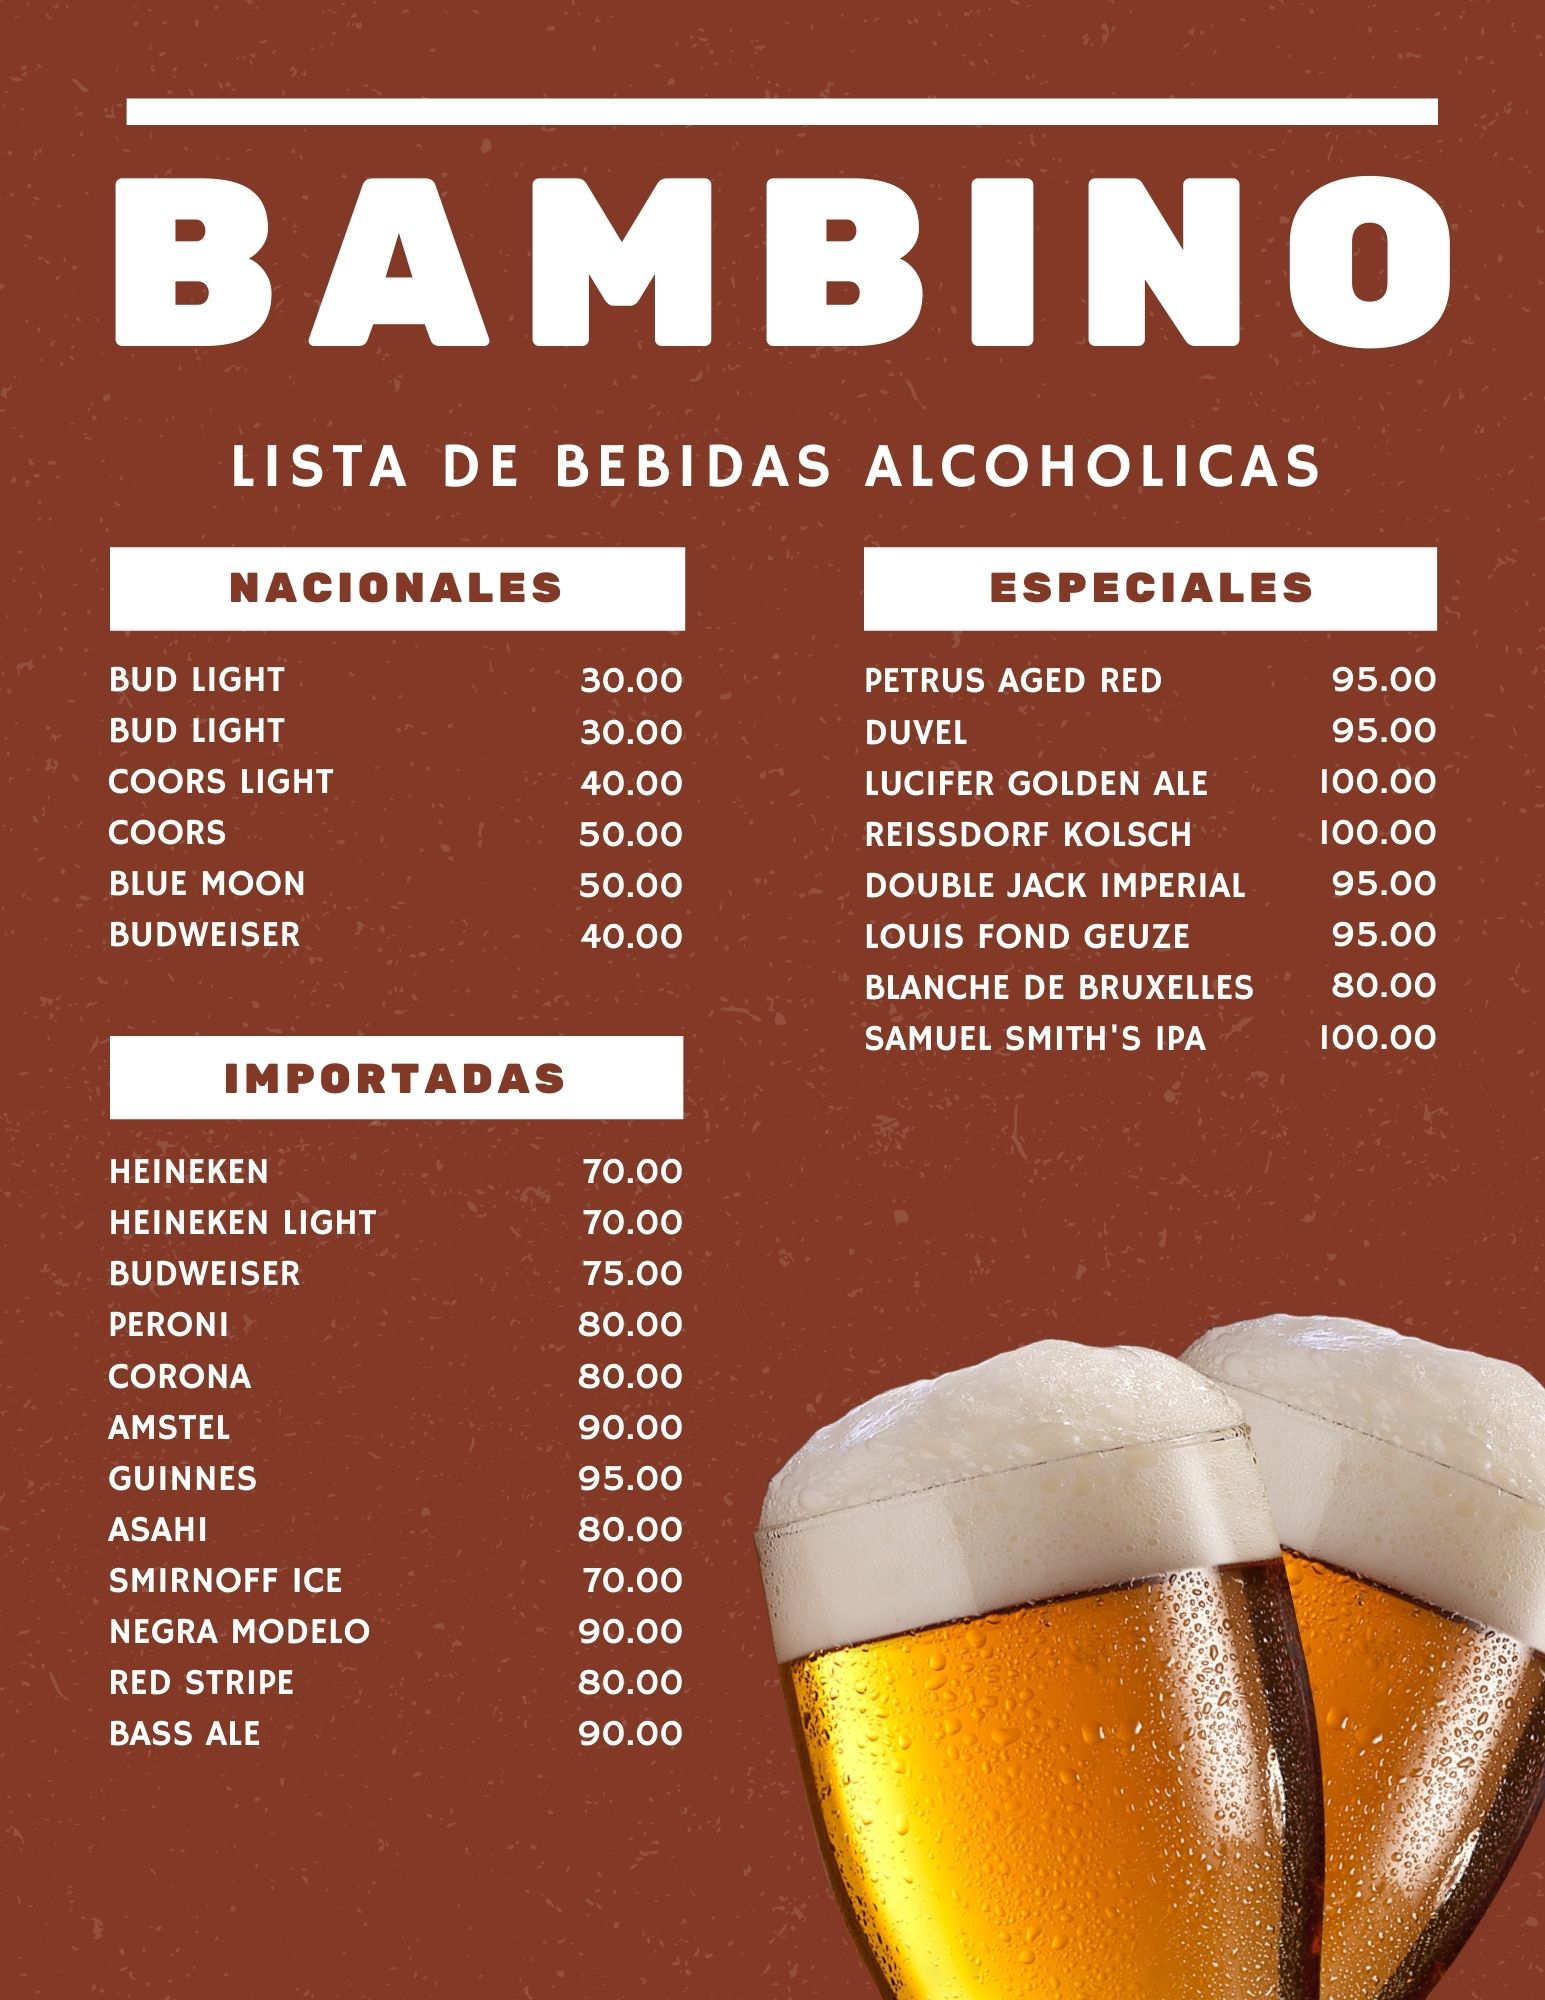 BAMBINO
LISTA DE BEBIDAS ALCOHOLICAS
NACIONALES
BUD LIGHT 30.00
BUD LIGHT 30.00
COORS LIGHT 40.00
COORS 50.00
BLUE MOON 50.00
BUDWEISER 40.00
IMPORTADAS
HEINEKEN 70.00
HEINEKEN LIGHT 70.00
BUDWEISER 75.00
PERONI 80.00
CORONA 80.00
AMSTEL 90.00
GUINNES 95.00
ASAHI 80.00
SMIRNOFF ICE 70.00
NEGRA MODELO 90.00
RED STRIPE 80.00
BASS ALE 90.00
ESPECIALES
PETRUS AGED RED 95.00
DUVEL 95.00
LUCIFER GOLDEN ALE 100.00
REISSDORF KOLSCH 100.00
DOUBLE JACK IMPERIAL 95.00
LOUIS FOND GEUZE 95.00
BLANCHE DE BRUXELLES 80.00
SAMUEL SMITH'S IPA 100.00